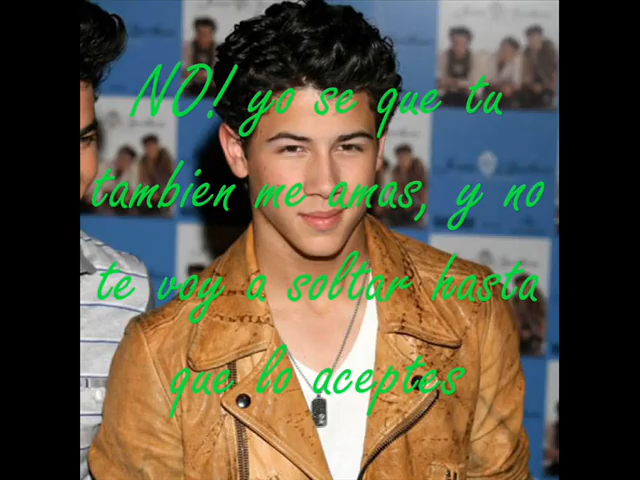 NO! yo se que tu
tambien me amas, y no
te voy a soltar hasta
que lo aceptes